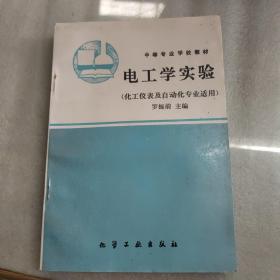 中等专业学校教材
电工学实验
(化工仪表及自动化专业适用)
罗挺前 主编
化学工业出版社